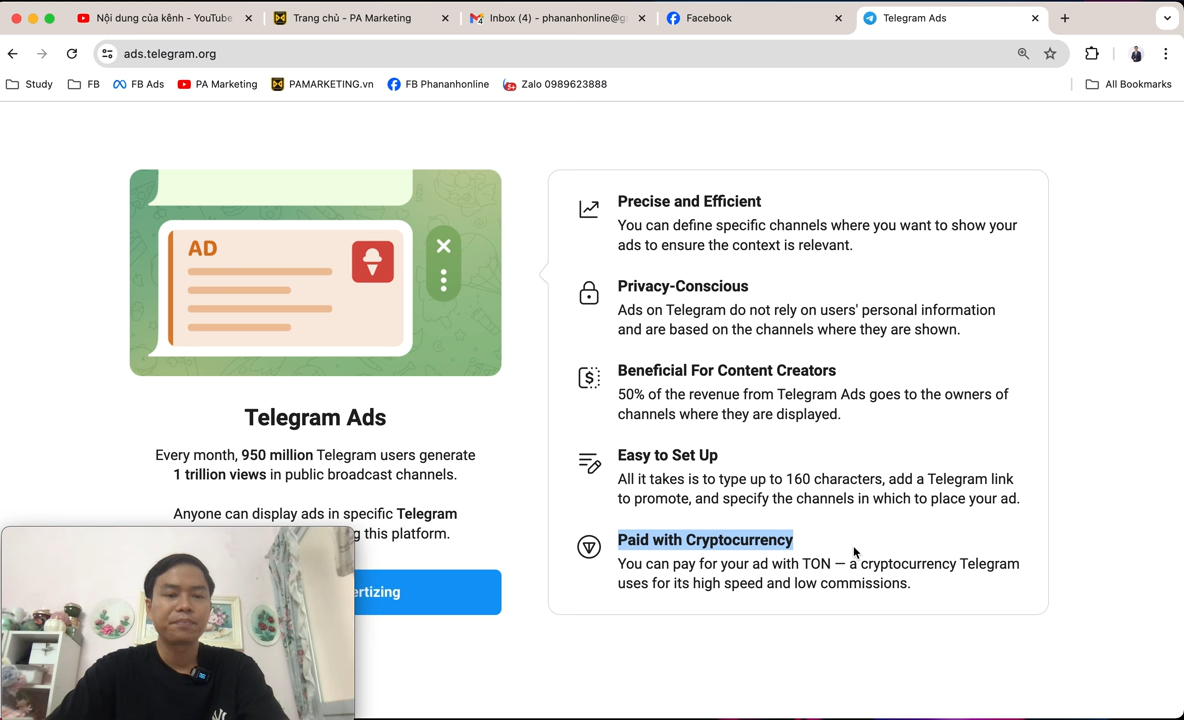 Nội dung của kênh - YouTube
Trang chủ - PA Marketing
Inbox (4) - phananhonline@g
Facebook
Telegram Ads
ads.telegram.org
Study
FB
FB Ads
PA Marketing
PAMARKETING.vn
FB Phananhonline
Zalo 0989623888
All Bookmarks
AD
Telegram Ads
Every month, 950 million Telegram users generate
1 trillion views in public broadcast channels.
Anyone can display ads in specific Telegram
this platform.
Precise and Efficient
You can define specific channels where you want to show your
ads to ensure the context is relevant.
Privacy-Conscious
Ads on Telegram do not rely on users' personal information
and are based on the channels where they are shown.
Beneficial For Content Creators
50% of the revenue from Telegram Ads goes to the owners of
channels where they are displayed.
Easy to Set Up
All it takes is to type up to 160 characters, add a Telegram link
to promote, and specify the channels in which to place your ad.
Paid with Cryptocurrency
You can pay for your ad with TON — a cryptocurrency Telegram
uses for its high speed and low commissions.